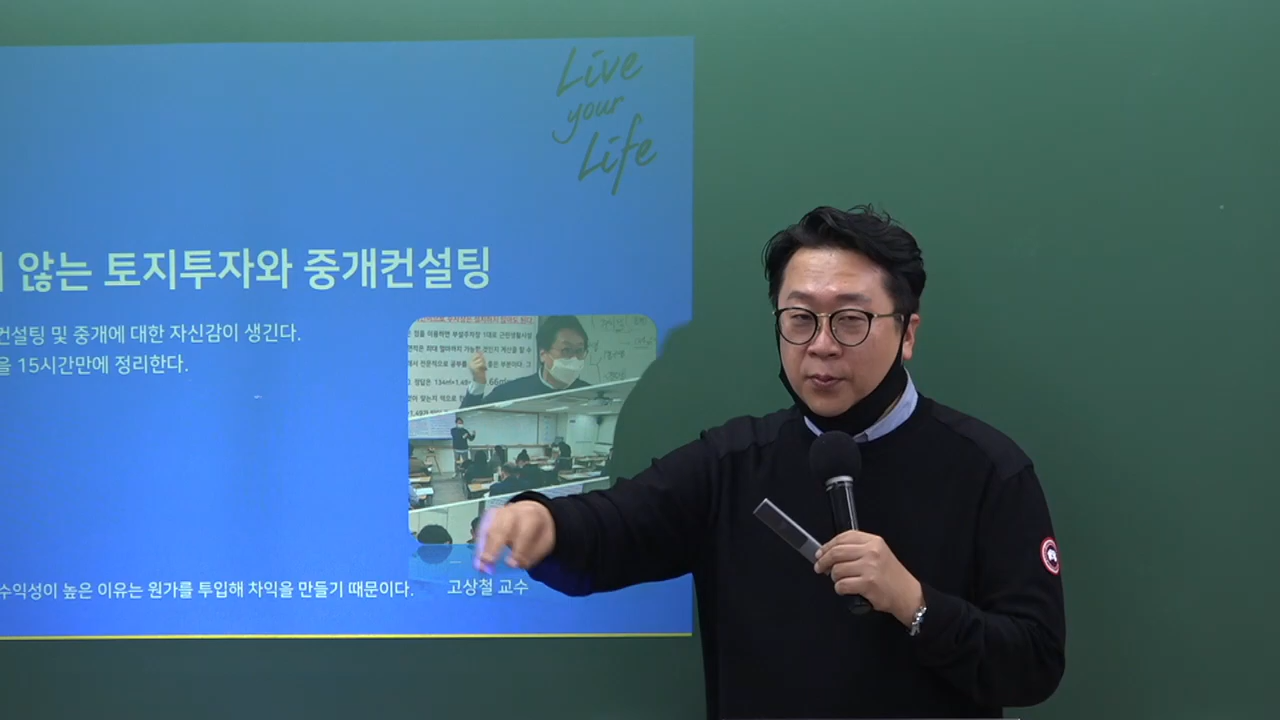 Live
your
Life
않는 토지투자와 중개컨설팅
컨설팅 및 중개에 대한 자신감이 생긴다.
을 15시간만에 정리한다.
수익성이 높은 이유는 원가를 투입해 차익을 만들기 때문이다.
고상철 교수